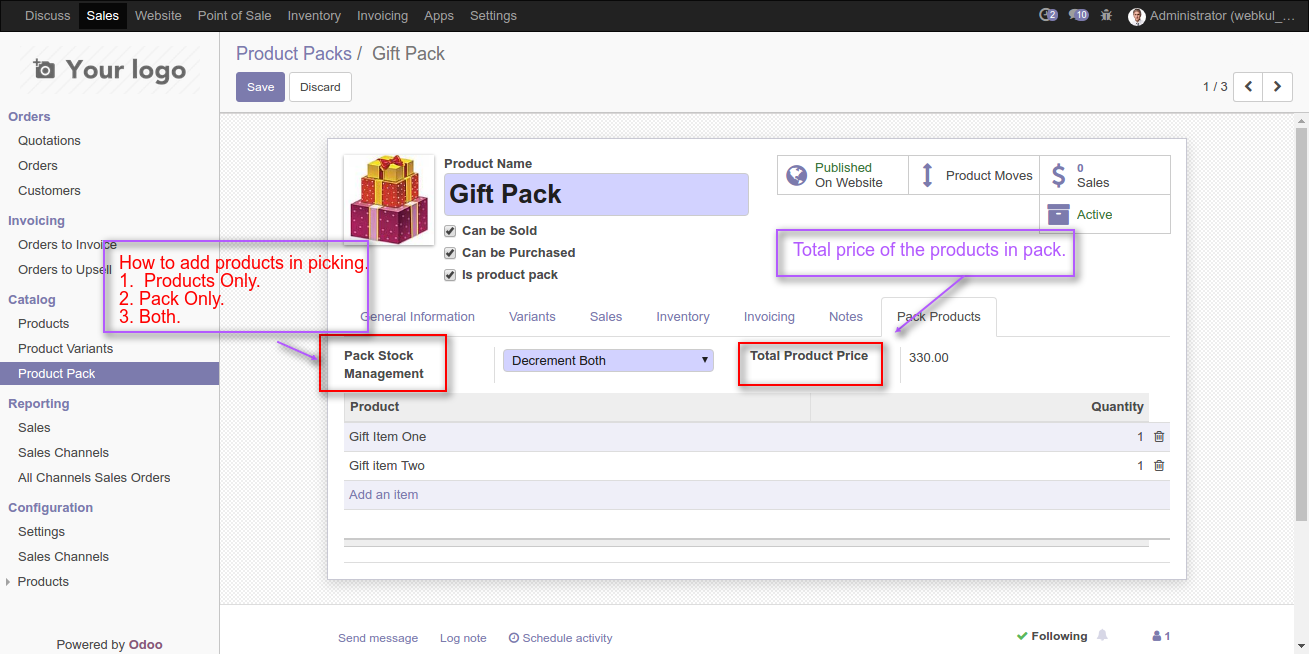 Discuss Sales Website Point of Sale Inventory Invoicing Apps Settings 2 10 Administrator (webkul_...
Your logo
Product Packs / Gift Pack
Save Discard
1 / 3
Orders
Quotations
Orders
Customers
Invoicing
Orders to Invoice
Orders to Upsell
Catalog
Products
Product Variants
Product Pack
Reporting
Sales
Sales Channels
All Channels Sales Orders
Configuration
Settings
Sales Channels
Products
Powered by Odoo
Product Name
Gift Pack
Can be Sold
Can be Purchased
Is product pack
Published
On Website
Product Moves
0
Sales
Active
How to add products in picking.
1. Products Only.
2. Pack Only.
3. Both.
Total price of the products in pack.
General Information Variants Sales Inventory Invoicing Notes Pack Products
Pack Stock
Management
Decrement Both
Total Product Price
330.00
Product Quantity
Gift Item One 1
Gift item Two 1
Add an item
Send message Log note Schedule activity Following 1